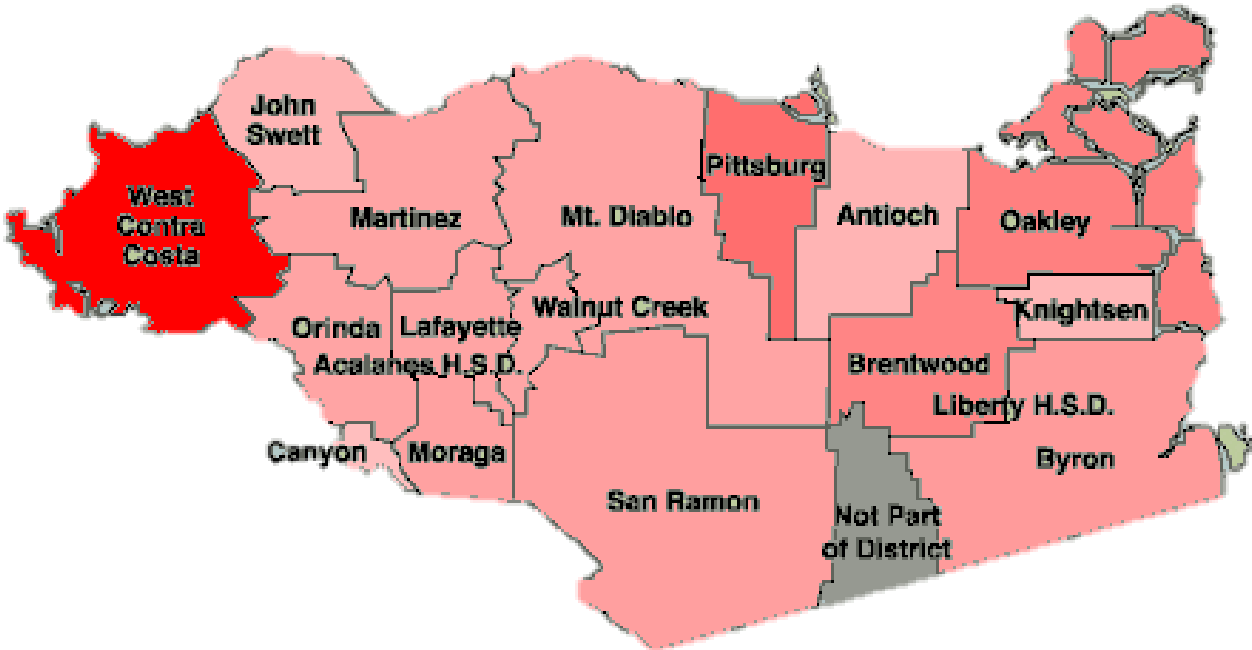 John
Swett
West
Contra
Costa
Martinez
Mt. Diablo
Pittsburg
Antioch
Oakley
Orinda
Lafayette
Walnut Creek
Knightsen
Acalanes H.S.D.
Brentwood
Liberty H.S.D.
Canyon
Moraga
Byron
San Ramon
Not Part
of District